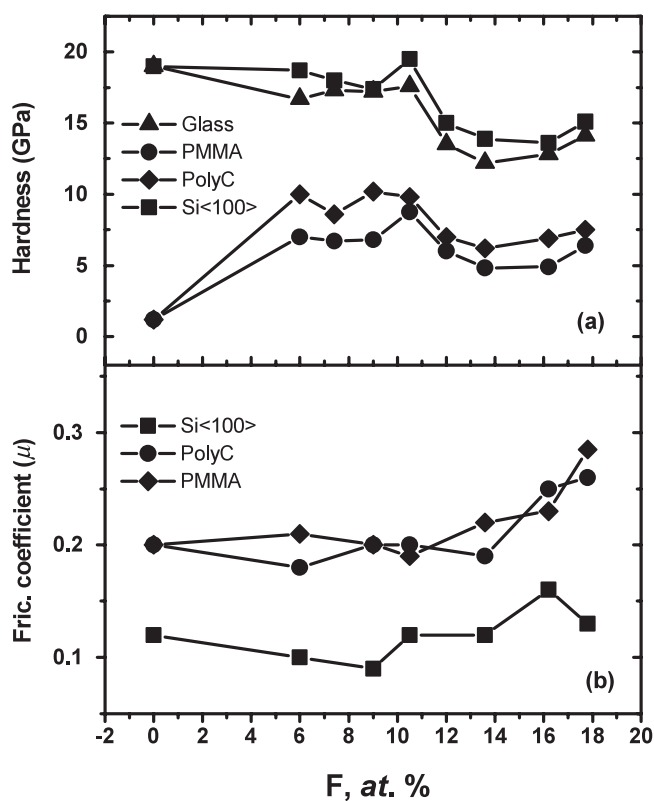 20
15
10
5
0
Hardness (GPa)
Glass
PMMA
PolyC
Si<100>
(a)
0.3
0.2
0.1
Fric. coefficient (μ)
Si<100>
PolyC
PMMA
(b)
-2 0 2 4 6 8 10 12 14 16 18 20
F, at. %